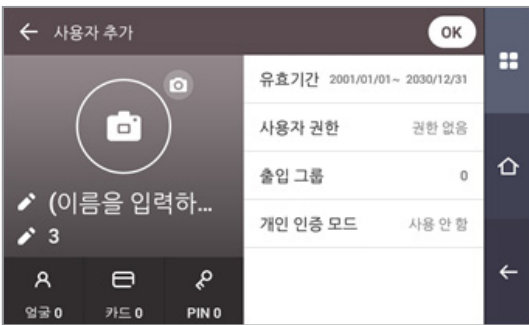 사용자 추가
OK
(이름을 입력하...
3
얼굴 0
카드 0
PIN 0
유효기간 2001/01/01~ 2030/12/31
사용자 권한 권한 없음
출입 그룹 0
개인 인증 모드 사용 안 함